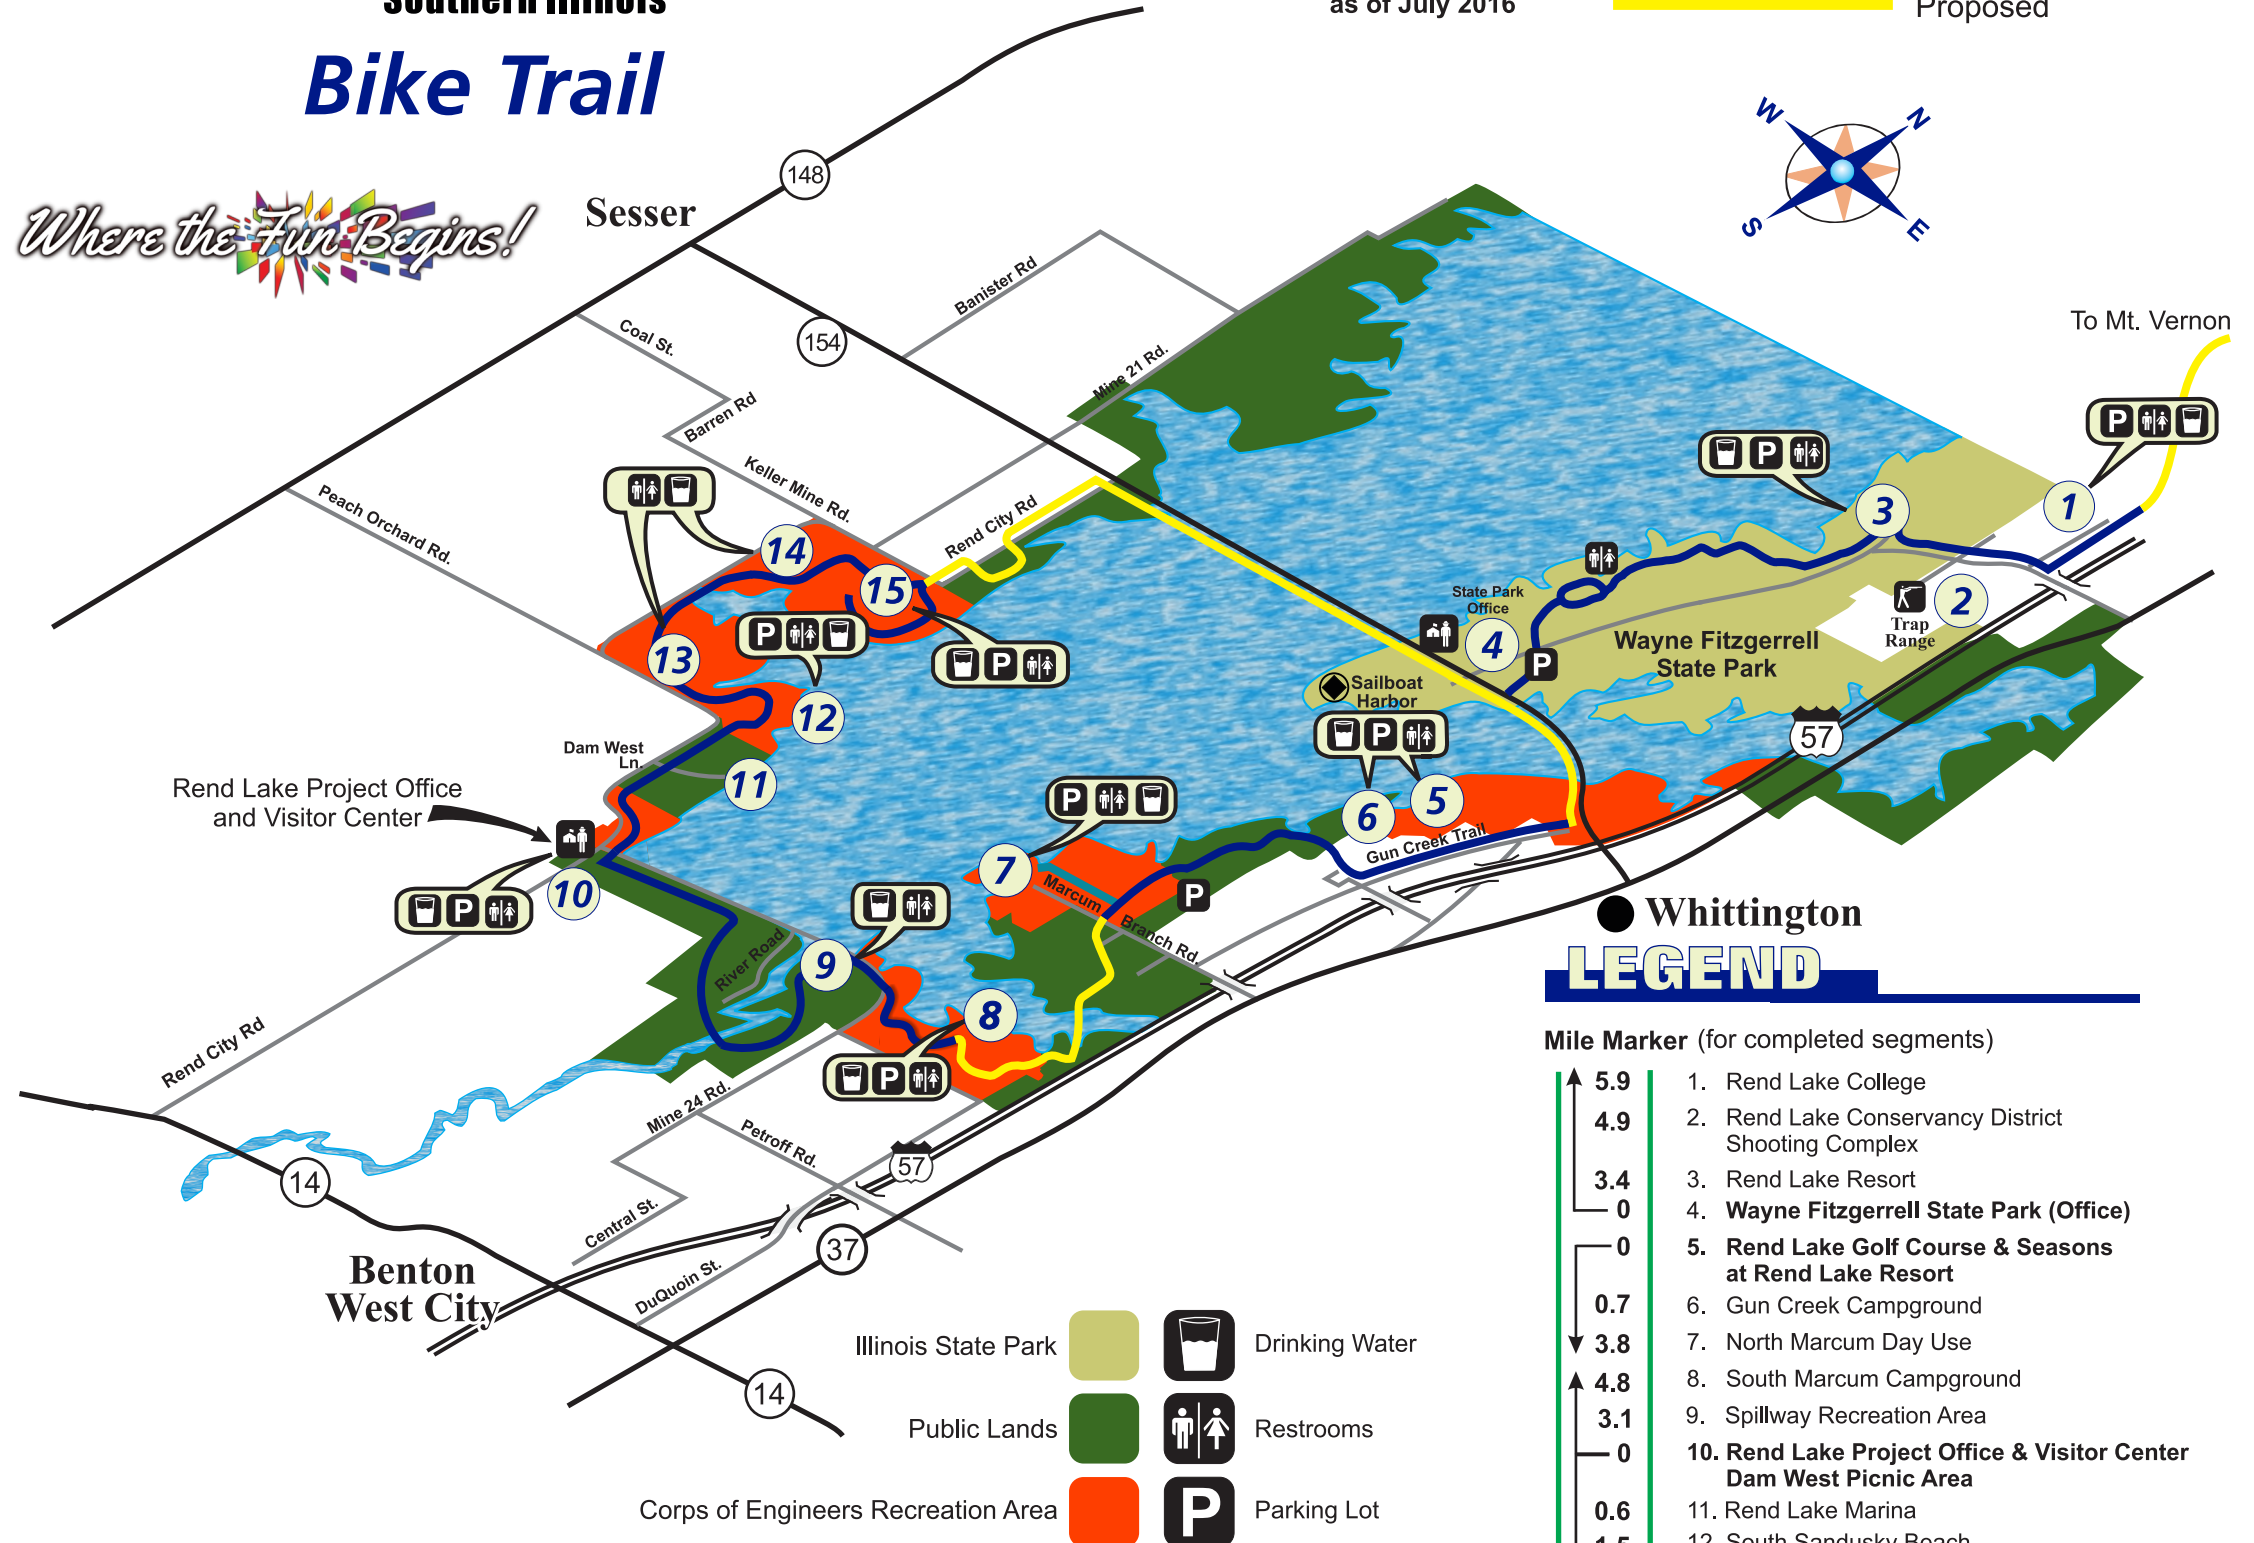 Southern Illinois
Bike Trail
Where the Fun Begins!
as of July 2016
Proposed
W
N
S
E
148
Sesser
154
Banister Rd
Coal St.
Mine 21 Rd.
Barren Rd
Keller Mine Rd.
Peach Orchard Rd.
Rend City Rd
To Mt. Vernon
P
1
P
3
14
15
13
P
P
12
State Park
Office
4
P
Trap
Range
2
Wayne Fitzgerrell
State Park
Sailboat
Harbor
P
57
Dam West
Ln.
11
Rend Lake Project Office
and Visitor Center
P
10
6
5
Gun Creek Trail
P
7
Marcum
Branch Rd.
P
Whittington
River Road
9
8
P
Rend City Rd
Mine 24 Rd.
Petroff Rd.
57
14
Central St.
37
DuQuoin St.
Benton
West City
14
Illinois State Park
Drinking Water
Public Lands
Restrooms
Corps of Engineers Recreation Area
P
Parking Lot
LEGEND
Mile Marker (for completed segments)
5.9 1. Rend Lake College
4.9 2. Rend Lake Conservancy District
Shooting Complex
3.4 3. Rend Lake Resort
0 4. Wayne Fitzgerrell State Park (Office)
0 5. Rend Lake Golf Course & Seasons
at Rend Lake Resort
0.7 6. Gun Creek Campground
3.8 7. North Marcum Day Use
4.8 8. South Marcum Campground
3.1 9. Spillway Recreation Area
0 10. Rend Lake Project Office & Visitor Center
Dam West Picnic Area
0.6 11. Rend Lake Marina
1.5 12. South Sandusky Beach